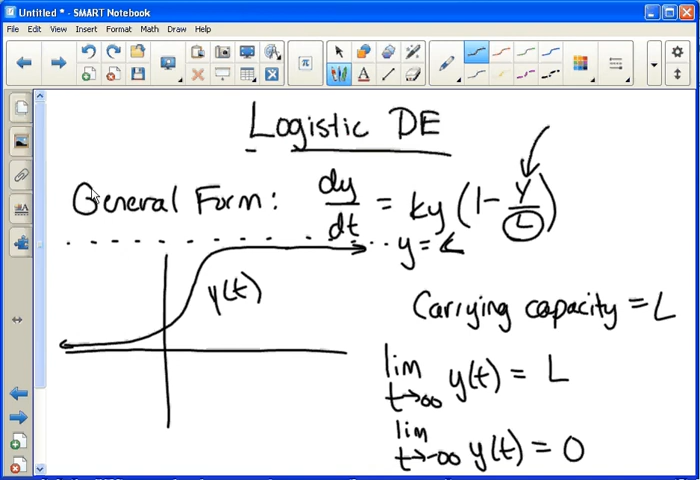 Untitled * - SMART Notebook
File Edit View Insert Format Math Draw Help
π
A
Logistic DE
General Form: dy/dt = ky (1 - y/L)
y = L
y(t)
Carrying capacity = L
lim t→∞ y(t) = L
lim t→-∞ y(t) = 0